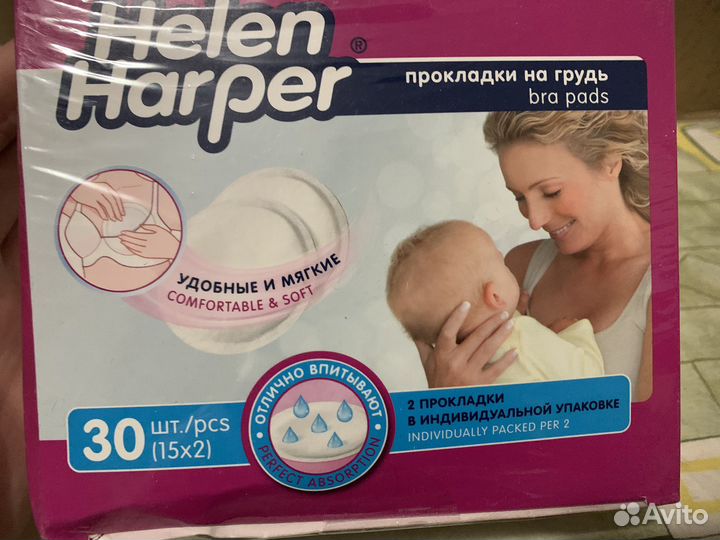 Helen
Harper ®
прокладки на грудь
bra pads
УДОБНЫЕ И МЯГКИЕ
COMFORTABLE & SOFT
30 шт./pcs
(15x2)
• ОТЛИЧНО ВПИТЫВАЮТ •
PERFECT ABSORPTION
2 ПРОКЛАДКИ
В ИНДИВИДУАЛЬНОЙ УПАКОВКЕ
INDIVIDUALLY PACKED PER 2
Avito